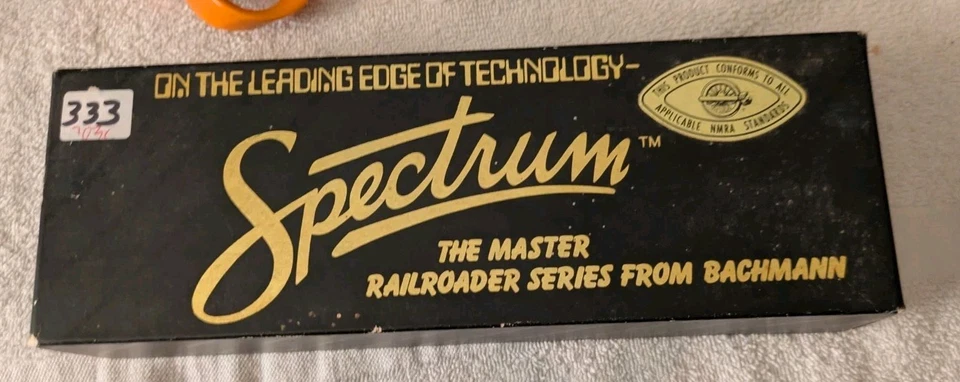 ON THE LEADING EDGE OF TECHNOLOGY-
THIS PRODUCT CONFORMS TO ALL
APPLICABLE NMRA STANDARDS
333
Spectrum™
THE MASTER
RAILROADER SERIES FROM BACHMANN